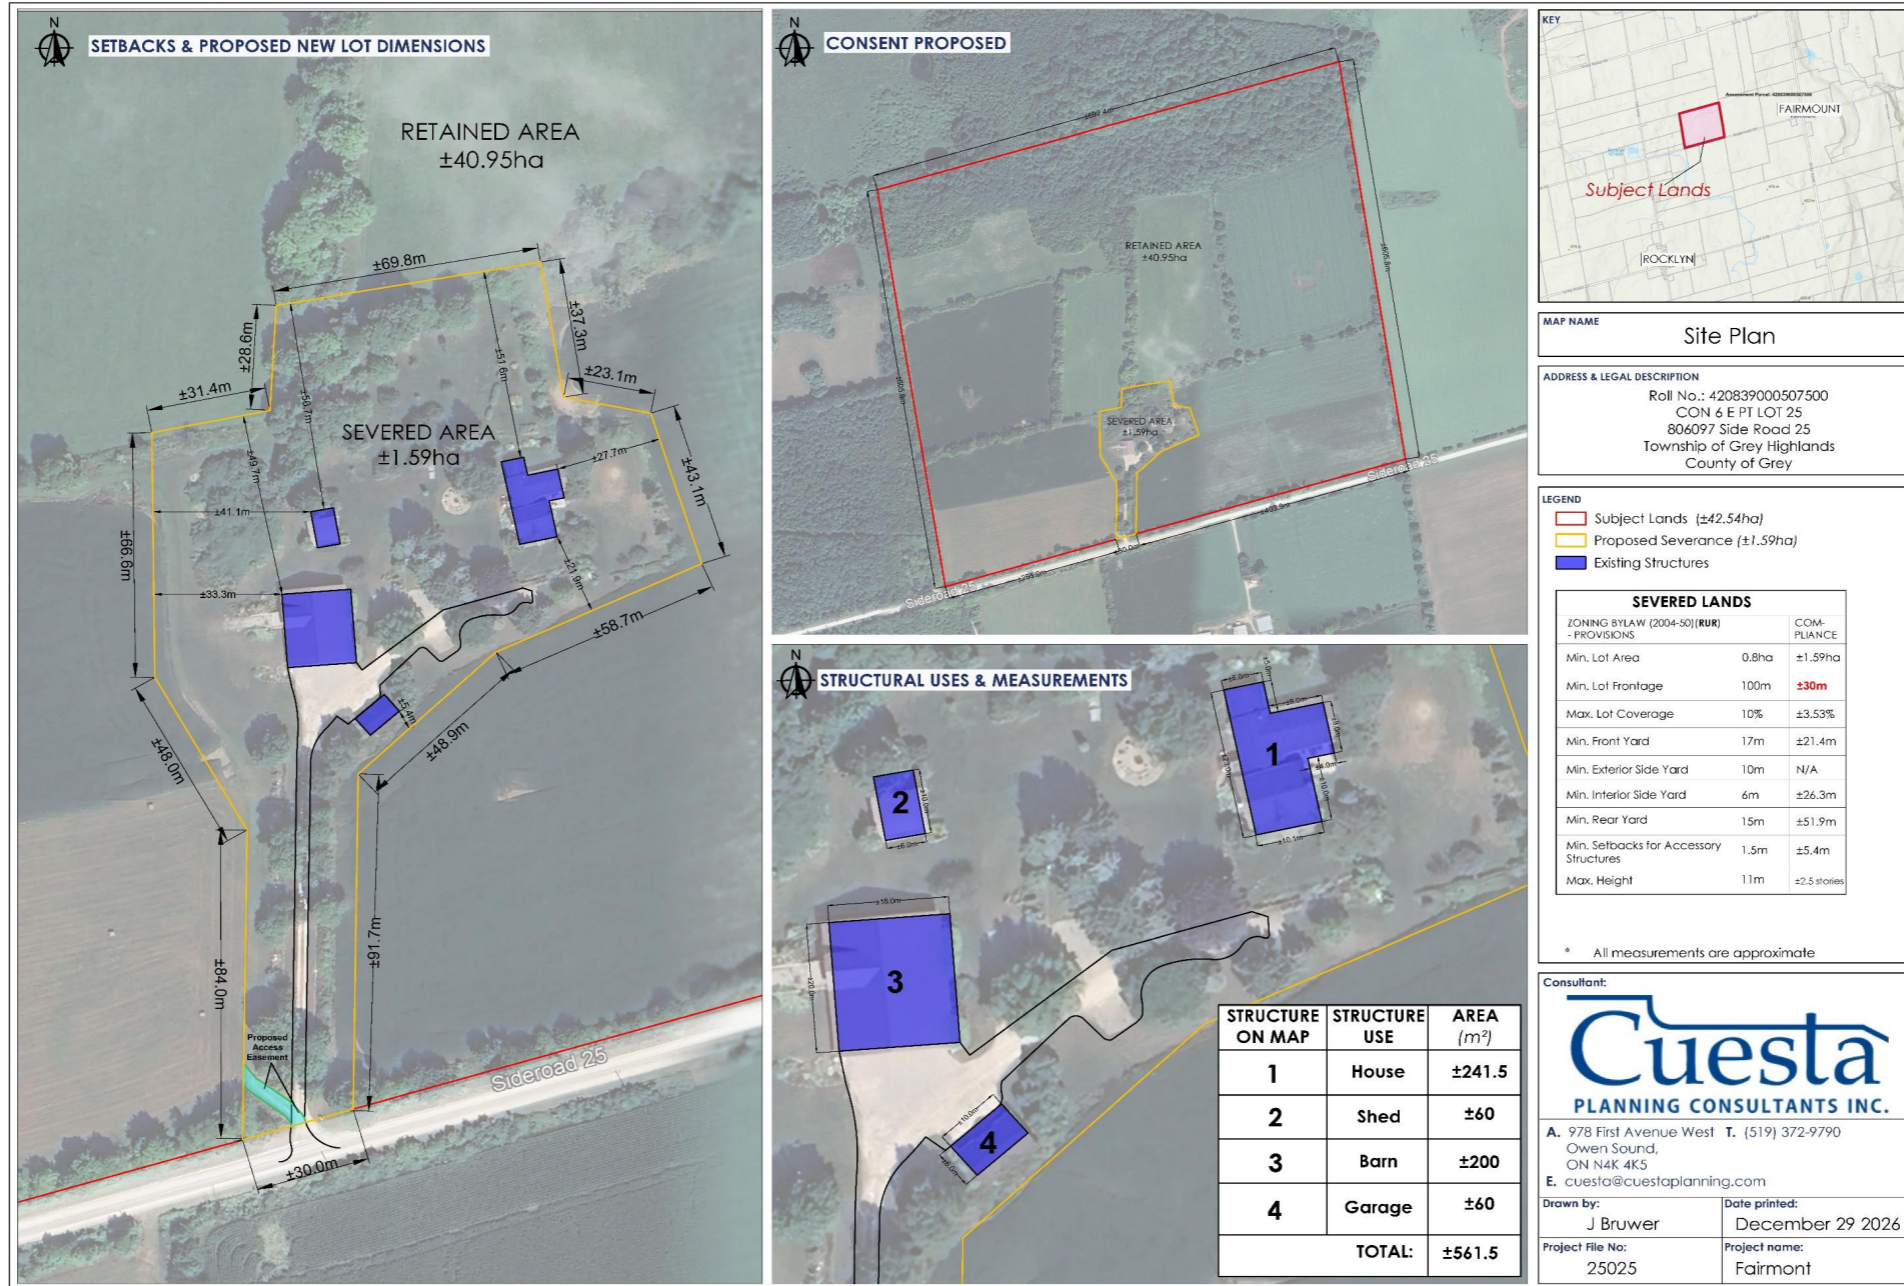 N
SETBACKS & PROPOSED NEW LOT DIMENSIONS
RETAINED AREA
±40.95ha
±69.8m
±37.3m
±28.6m
±51.6m
±23.1m
±31.4m
SEVERED AREA
±1.59ha
±49.7m
±27.7m
±43.1m
±41.1m
±66.6m
±21.9m
±33.3m
±58.7m
±5.4m
±48.9m
±48.0m
±91.7m
±84.0m
Proposed
Access
Easement
Sideroad 25
±30.0m
N
CONSENT PROPOSED
RETAINED AREA
±40.95ha
SEVERED AREA
±1.59ha
Sideroad 25
Sideroad 25
N
STRUCTURAL USES & MEASUREMENTS
1
2
3
4
±18.0m
±20.0m
±10.0m
STRUCTURE ON MAP STRUCTURE USE AREA (m²)
1 House ±241.5
2 Shed ±60
3 Barn ±200
4 Garage ±60
TOTAL: ±561.5
KEY
FAIRMOUNT
Subject Lands
ROCKLYN
MAP NAME
Site Plan
ADDRESS & LEGAL DESCRIPTION
Roll No.: 420839000507500
CON 6 E PT LOT 25
806097 Side Road 25
Township of Grey Highlands
County of Grey
LEGEND
Subject Lands (±42.54ha)
Proposed Severance (±1.59ha)
Existing Structures
SEVERED LANDS
ZONING BYLAW (2004-50)(RUR) - PROVISIONS COM-PLIANCE
Min. Lot Area 0.8ha ±1.59ha
Min. Lot Frontage 100m ±30m
Max. Lot Coverage 10% ±3.53%
Min. Front Yard 17m ±21.4m
Min. Exterior Side Yard 10m N/A
Min. Interior Side Yard 6m ±26.3m
Min. Rear Yard 15m ±51.9m
Min. Setbacks for Accessory Structures 1.5m ±5.4m
Max. Height 11m ±2.5 stories
* All measurements are approximate
Consultant:
Cuesta
PLANNING CONSULTANTS INC.
A. 978 First Avenue West T. (519) 372-9790
Owen Sound,
ON N4K 4K5
E. cuesta@cuestaplanning.com
Drawn by:
J Bruwer
Date printed:
December 29 2026
Project File No:
25025
Project name:
Fairmont